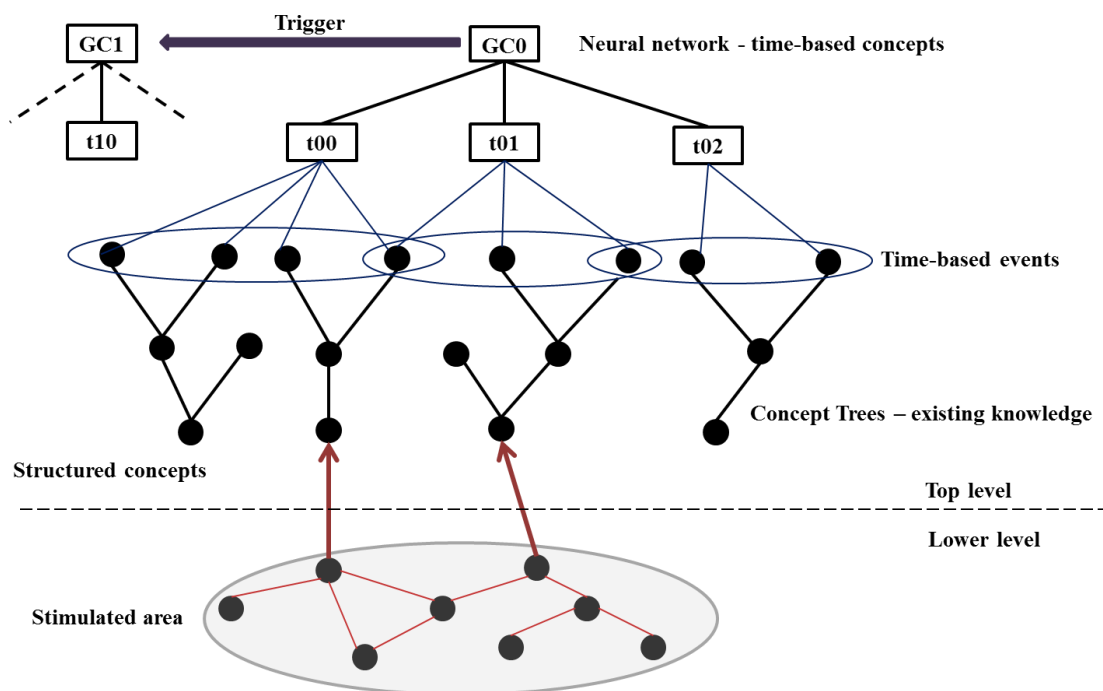 Trigger
GC1
GC0
Neural network - time-based concepts
t10
t00
t01
t02
Time-based events
Concept Trees – existing knowledge
Structured concepts
Top level
Lower level
Stimulated area